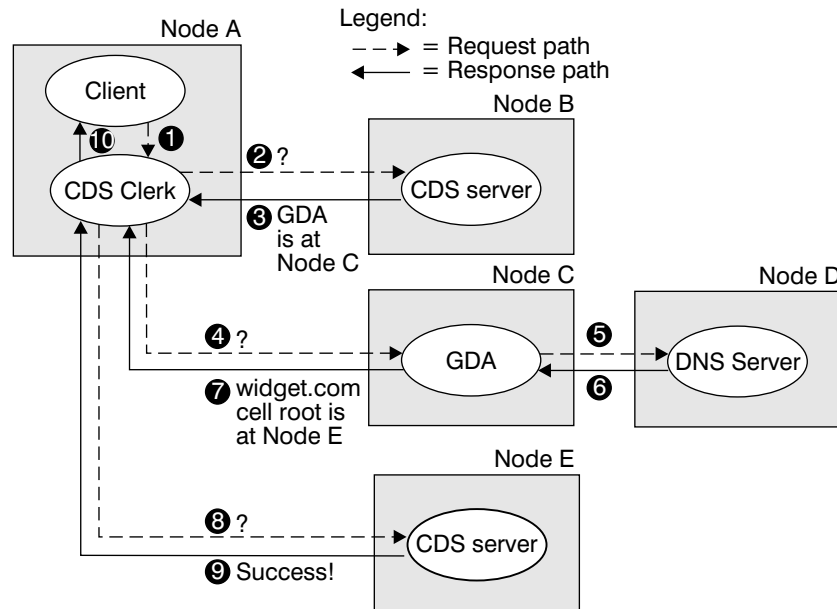 Legend:
= Request path
= Response path
Node A
Client
1
10
CDS Clerk
Node B
2 ?
CDS server
3 GDA
is at
Node C
Node C
Node D
4 ?
GDA
5
DNS Server
6
7 widget.com
cell root is
at Node E
Node E
8 ?
CDS server
9 Success!